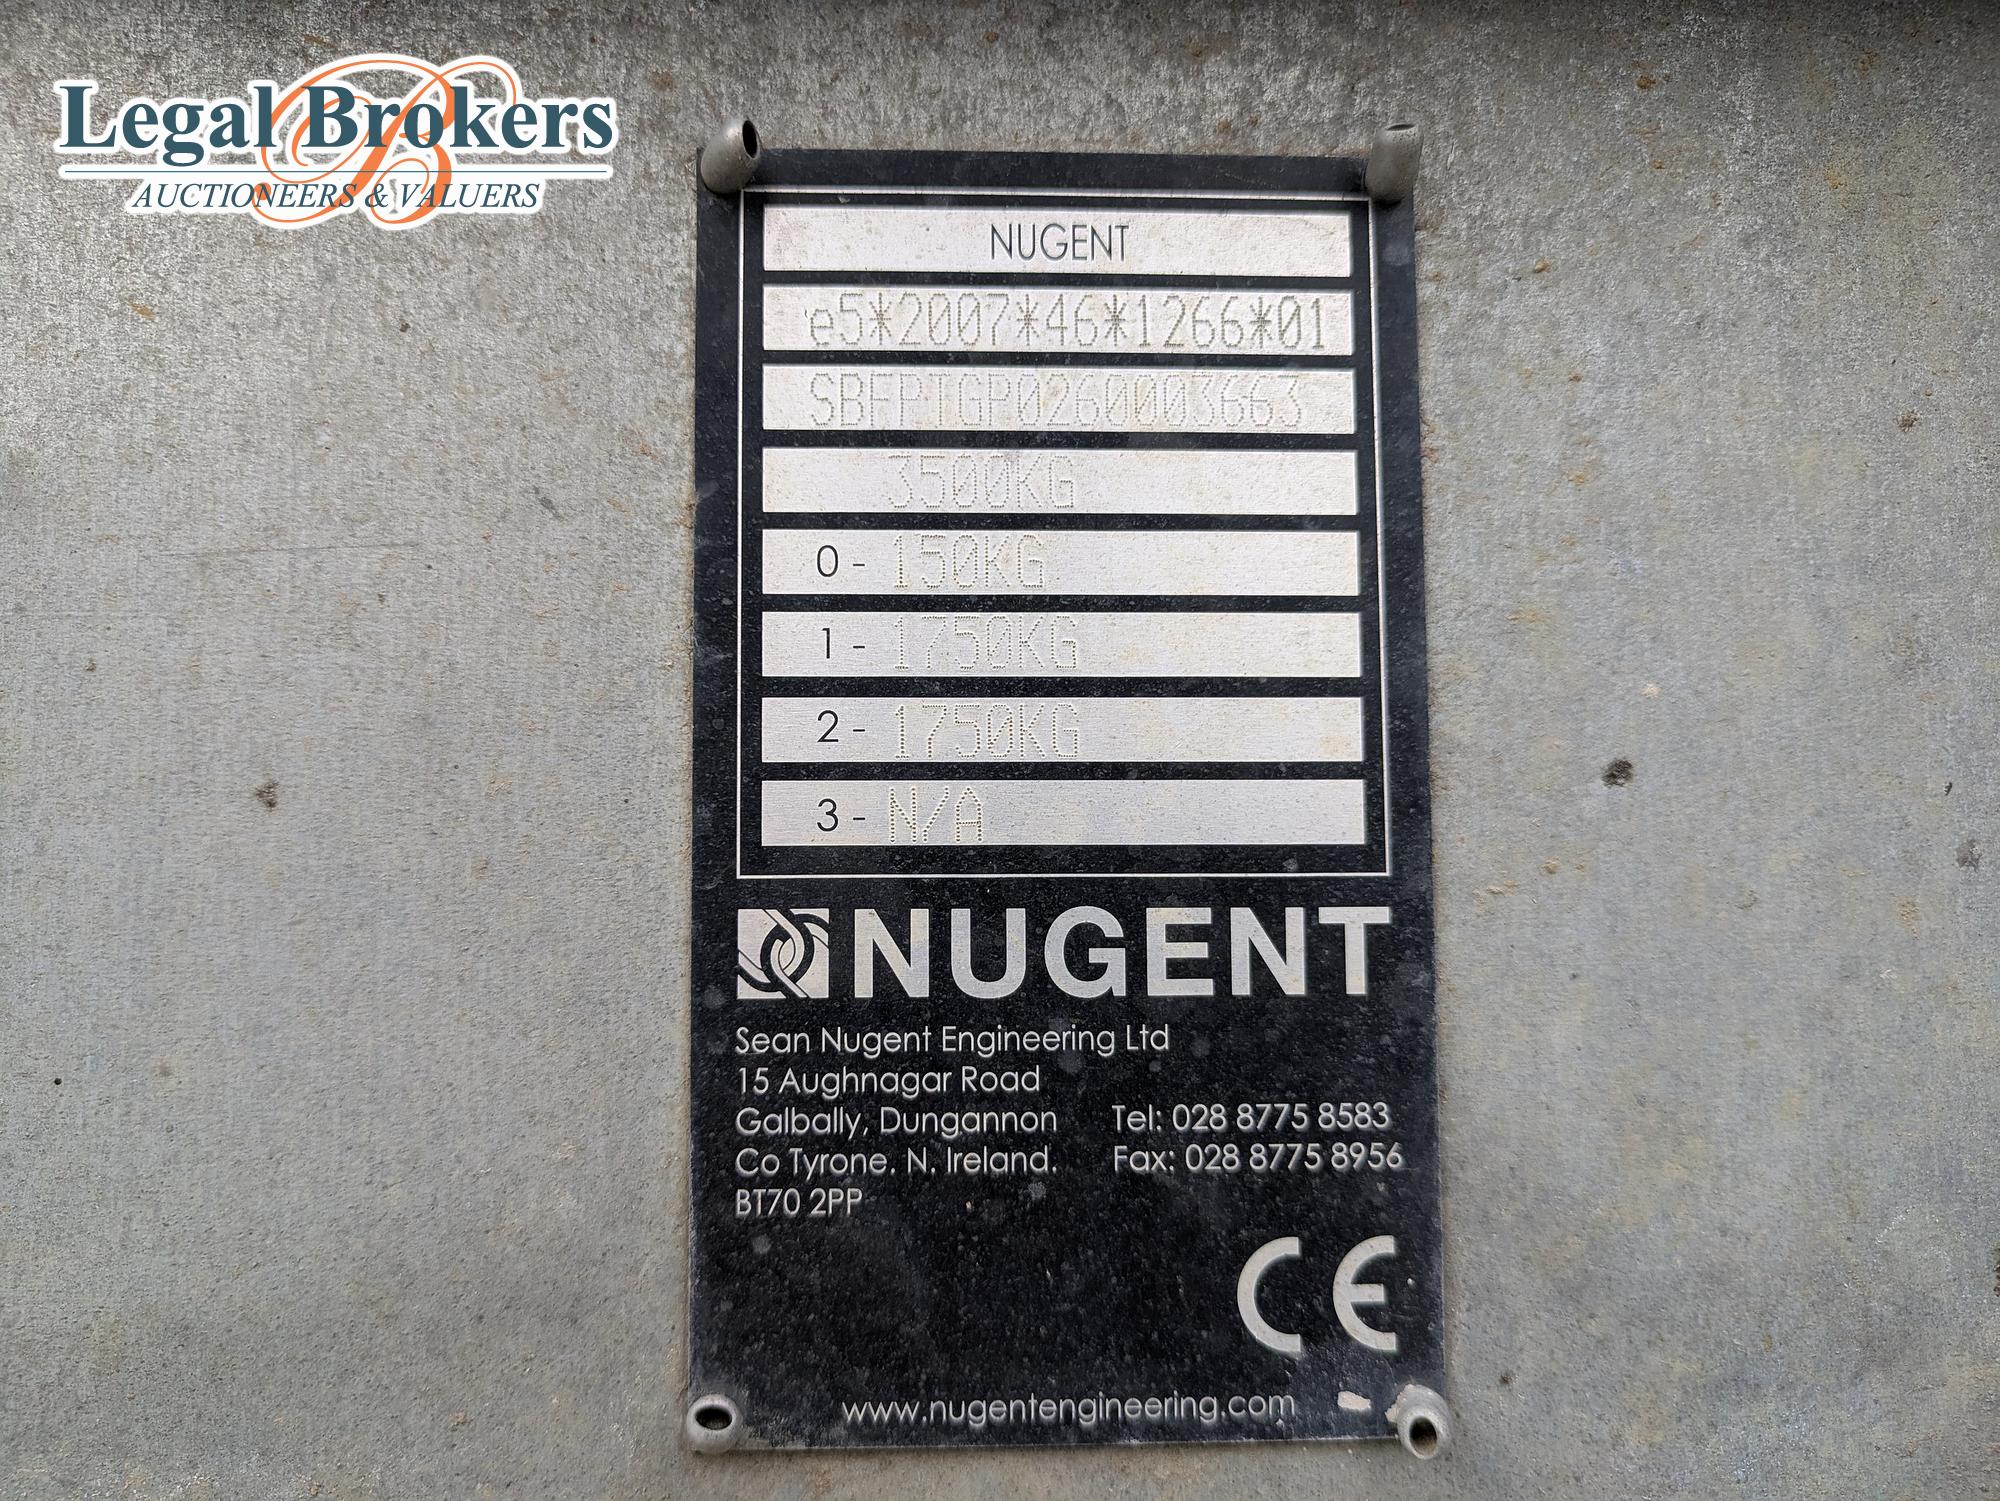 Legal Brokers
AUCTIONEERS & VALUERS
NUGENT
e5*2007*46*1266*01
SBFPTGP0260003663
3500KG
0 - 150KG
1 - 1750KG
2 - 1750KG
3 - N/A
NUGENT
Sean Nugent Engineering Ltd
15 Aughnagar Road
Galbally, Dungannon Tel: 028 8775 8583
Co Tyrone. N. Ireland. Fax: 028 8775 8956
BT70 2PP
CE
www.nugentengineering.com